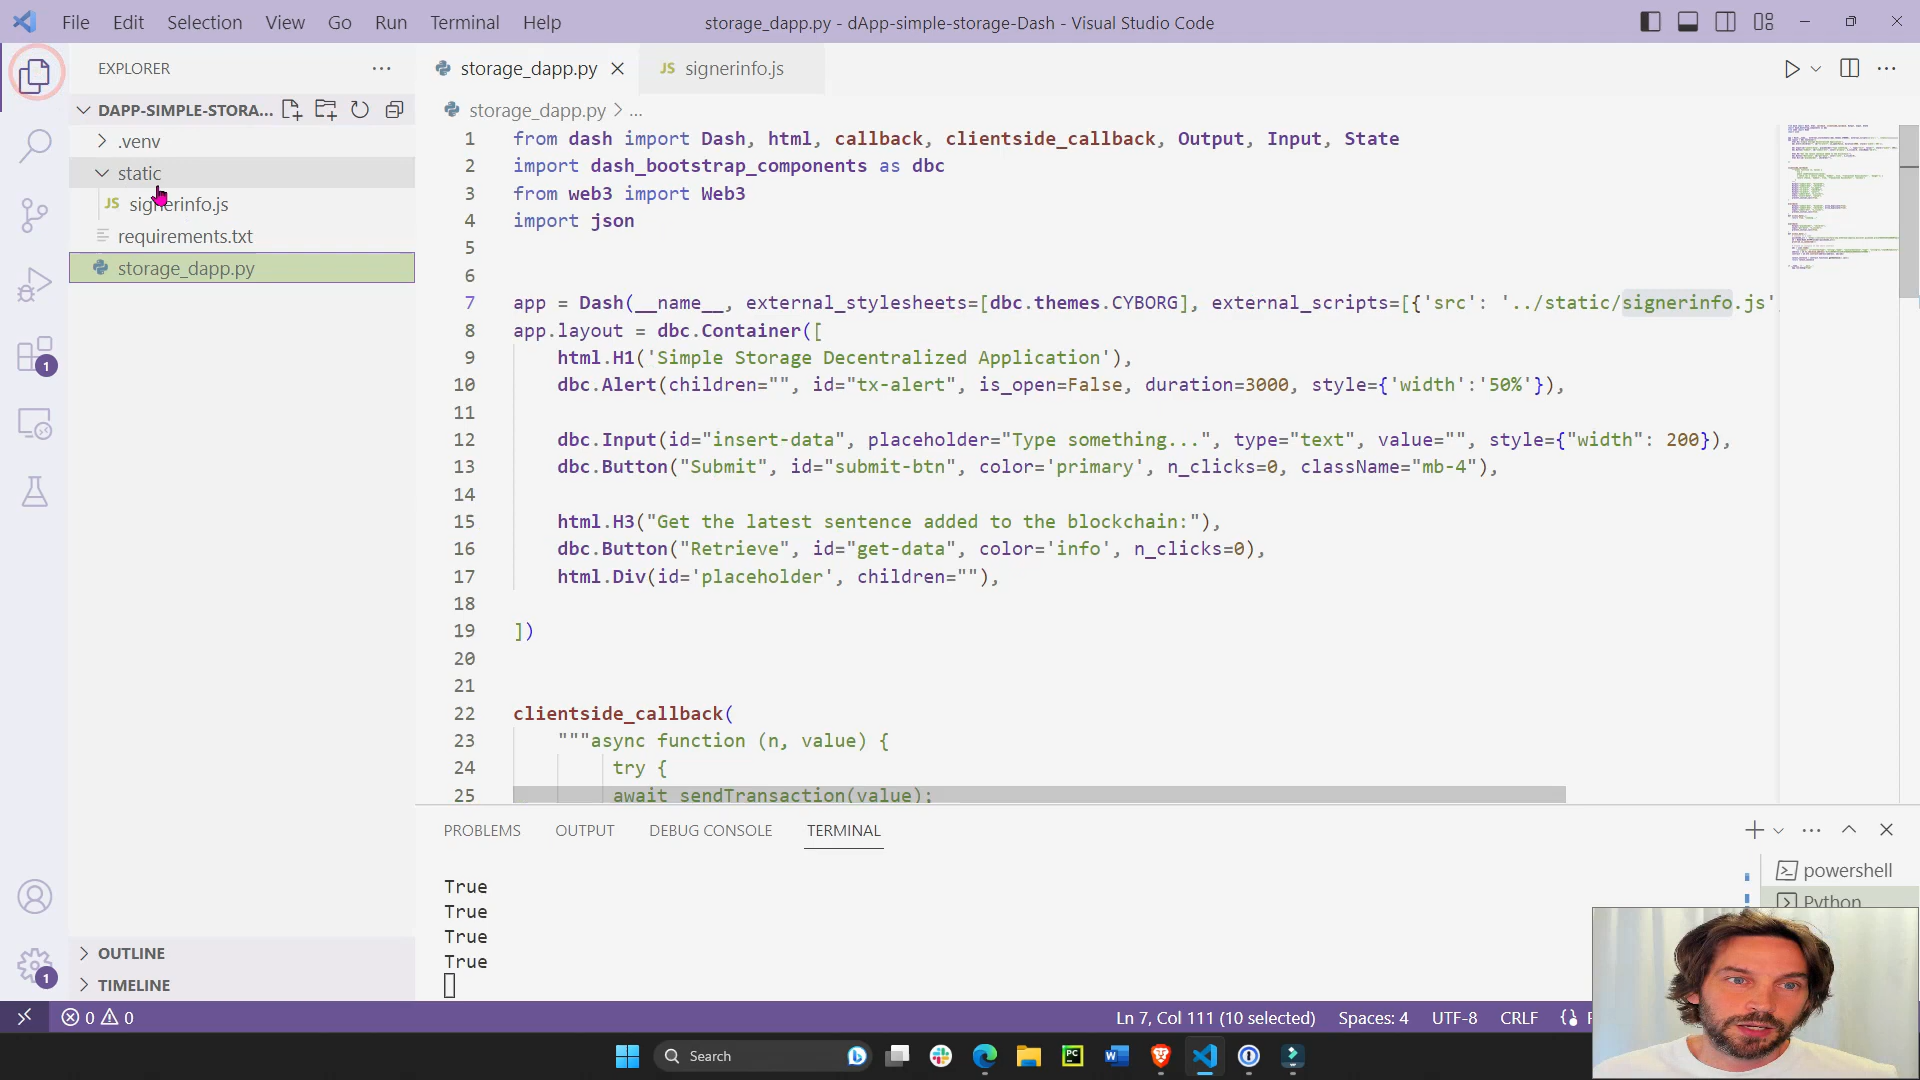 File Edit Selection View Go Run Terminal Help
storage_dapp.py - dApp-simple-storage-Dash - Visual Studio Code
EXPLORER
DAPP-SIMPLE-STORA...
.venv
static
JS signerinfo.js
requirements.txt
storage_dapp.py
OUTLINE
TIMELINE
1
1
storage_dapp.py
JS signerinfo.js
storage_dapp.py > ...
1 from dash import Dash, html, callback, clientside_callback, Output, Input, State
2 import dash_bootstrap_components as dbc
3 from web3 import Web3
4 import json
5
6
7 app = Dash(__name__, external_stylesheets=[dbc.themes.CYBORG], external_scripts=[{'src': '../static/signerinfo.js'
8 app.layout = dbc.Container([
9 html.H1('Simple Storage Decentralized Application'),
10 dbc.Alert(children="", id="tx-alert", is_open=False, duration=3000, style={'width':'50%'}),
11
12 dbc.Input(id="insert-data", placeholder="Type something...", type="text", value="", style={"width": 200}),
13 dbc.Button("Submit", id="submit-btn", color='primary', n_clicks=0, className="mb-4"),
14
15 html.H3("Get the latest sentence added to the blockchain:"),
16 dbc.Button("Retrieve", id="get-data", color='info', n_clicks=0),
17 html.Div(id='placeholder', children=""),
18
19 ])
20
21
22 clientside_callback(
23 """async function (n, value) {
24 try {
25 await sendTransaction(value);
PROBLEMS OUTPUT DEBUG CONSOLE TERMINAL
True
True
True
True
powershell
Python
0 0
Ln 7, Col 111 (10 selected) Spaces: 4 UTF-8 CRLF
Search